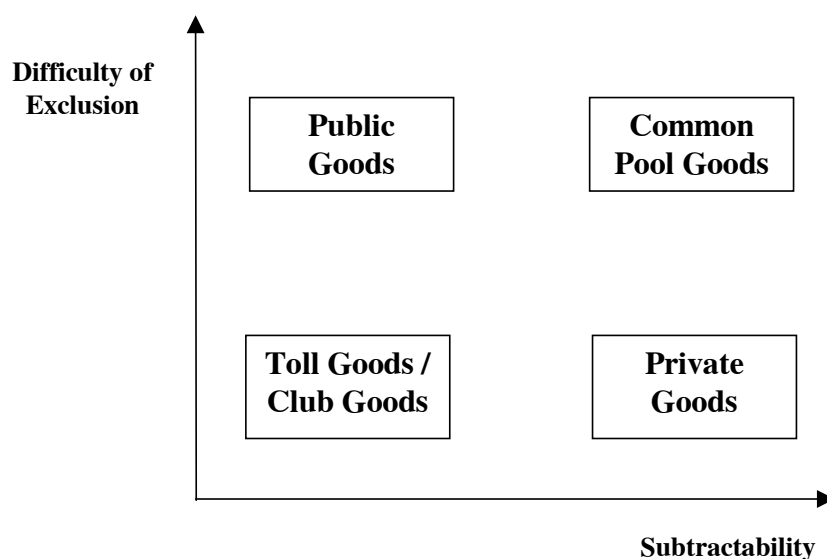 Difficulty of
Exclusion
Public
Goods
Common
Pool Goods
Toll Goods /
Club Goods
Private
Goods
Subtractability